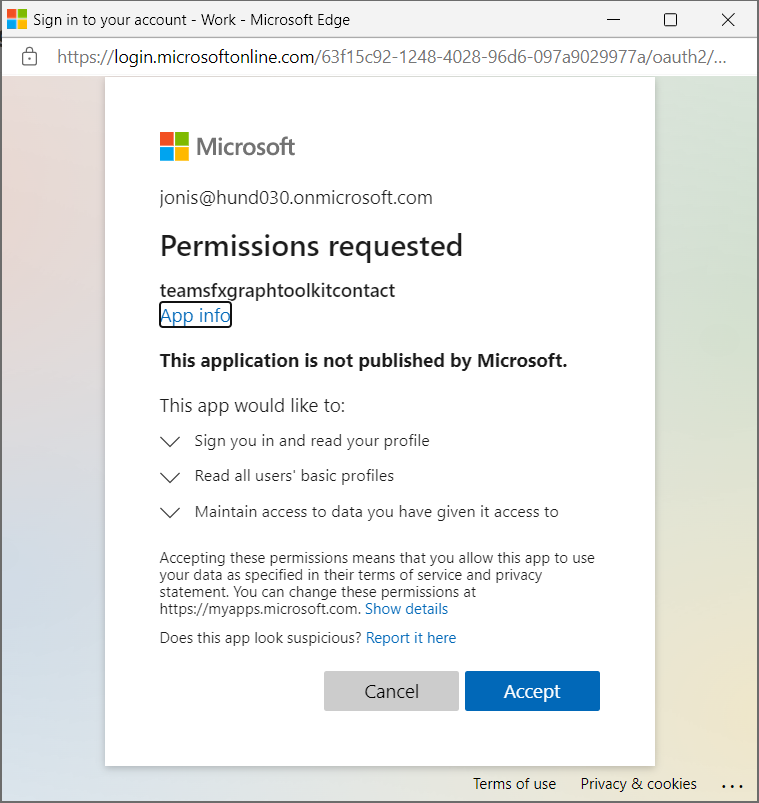 Sign in to your account - Work - Microsoft Edge
https://login.microsoftonline.com/63f15c92-1248-4028-96d6-097a9029977a/oauth2/...
Microsoft
jonis@hund030.onmicrosoft.com
Permissions requested
teamsfxgraphtoolkitcontact
App info
This application is not published by Microsoft.
This app would like to:
Sign you in and read your profile
Read all users' basic profiles
Maintain access to data you have given it access to
Accepting these permissions means that you allow this app to use
your data as specified in their terms of service and privacy
statement. You can change these permissions at
https://myapps.microsoft.com. Show details
Does this app look suspicious? Report it here
Cancel Accept
Terms of use Privacy & cookies ...